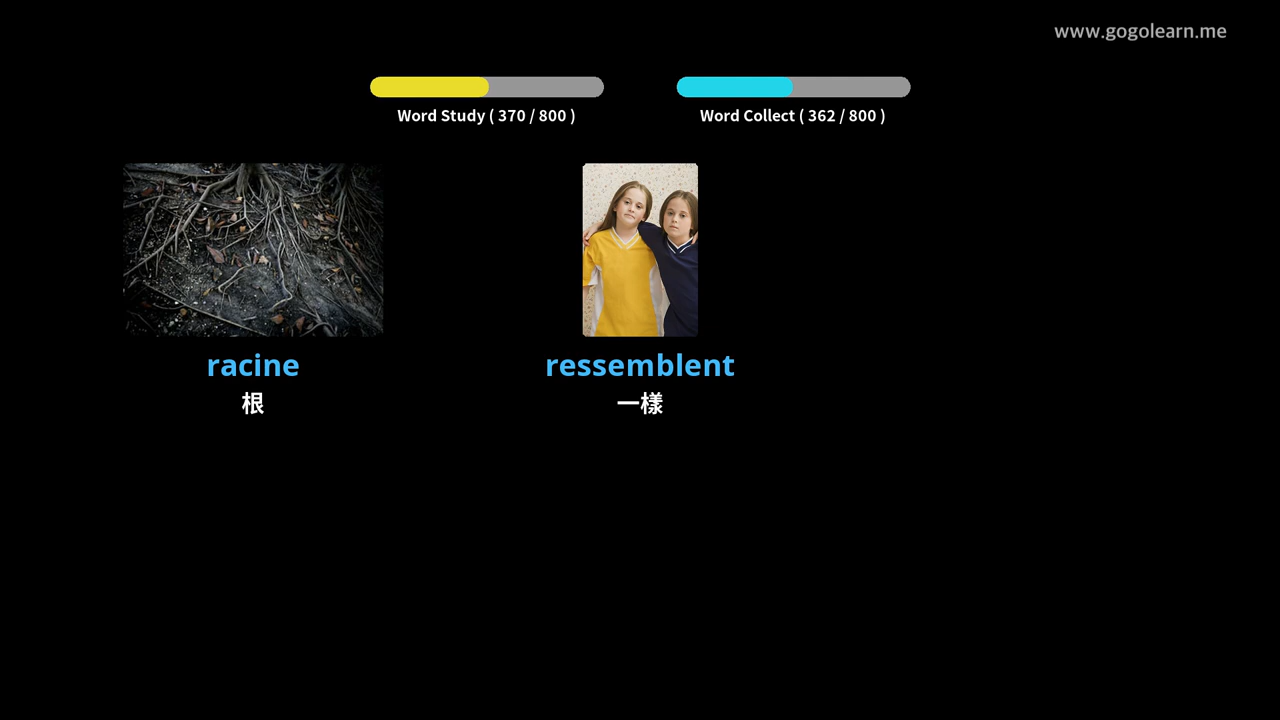 www.gogolearn.me
Word Study ( 370 / 800 )
Word Collect ( 362 / 800 )
racine
根
ressemblent
一樣